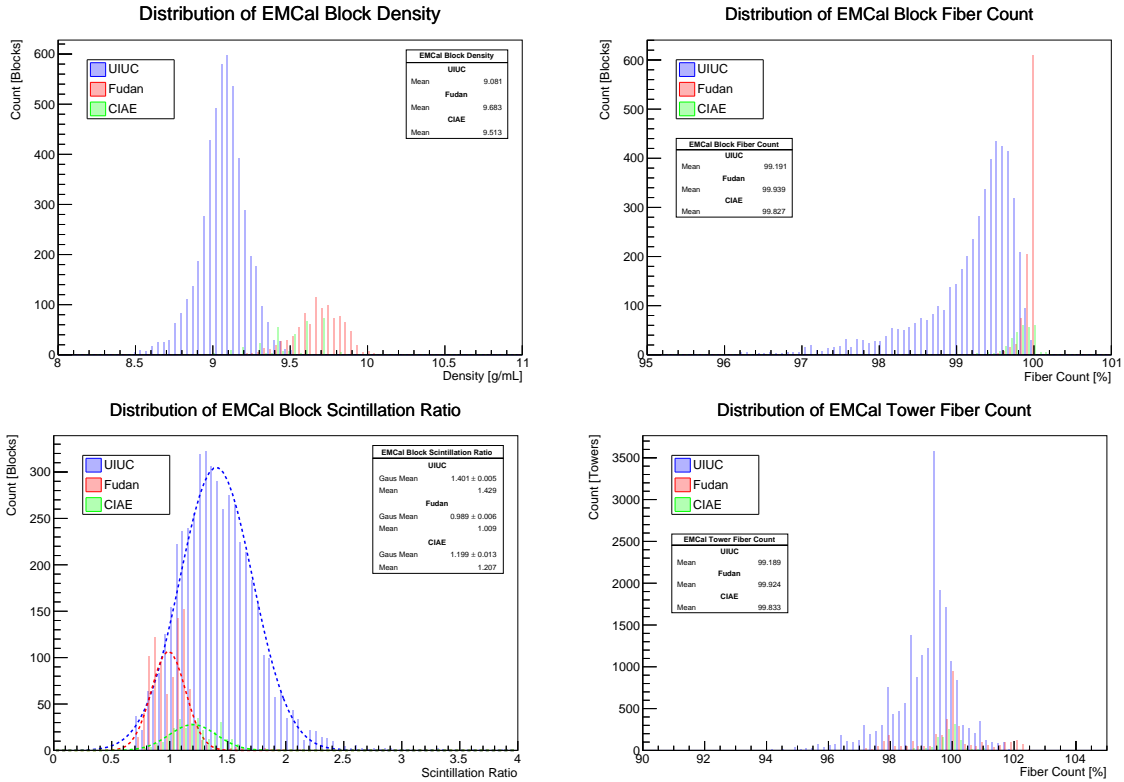 Distribution of EMCal Block Density
Count [Blocks]
600
500
400
300
200
100
0
UIUC
Fudan
CIAE
EMCal Block Density
UIUC
Mean 9.081
Fudan
Mean 9.683
CIAE
Mean 9.513
8 8.5 9 9.5 10 10.5 11
Density [g/mL]
Distribution of EMCal Block Fiber Count
Count [Blocks]
600
500
400
300
200
100
0
UIUC
Fudan
CIAE
EMCal Block Fiber Count
UIUC
Mean 99.191
Fudan
Mean 99.939
CIAE
Mean 99.827
95 96 97 98 99 100 101
Fiber Count [%]
Distribution of EMCal Block Scintillation Ratio
Count [Blocks]
300
250
200
150
100
50
0
UIUC
Fudan
CIAE
EMCal Block Scintillation Ratio
UIUC
Gaus Mean 1.401 ± 0.005
Mean 1.429
Fudan
Gaus Mean 0.989 ± 0.006
Mean 1.009
CIAE
Gaus Mean 1.199 ± 0.013
Mean 1.207
0 0.5 1 1.5 2 2.5 3 3.5 4
Scintillation Ratio
Distribution of EMCal Tower Fiber Count
Count [Towers]
3500
3000
2500
2000
1500
1000
500
0
UIUC
Fudan
CIAE
EMCal Tower Fiber Count
UIUC
Mean 99.189
Fudan
Mean 99.924
CIAE
Mean 99.833
90 92 94 96 98 100 102 104
Fiber Count [%]